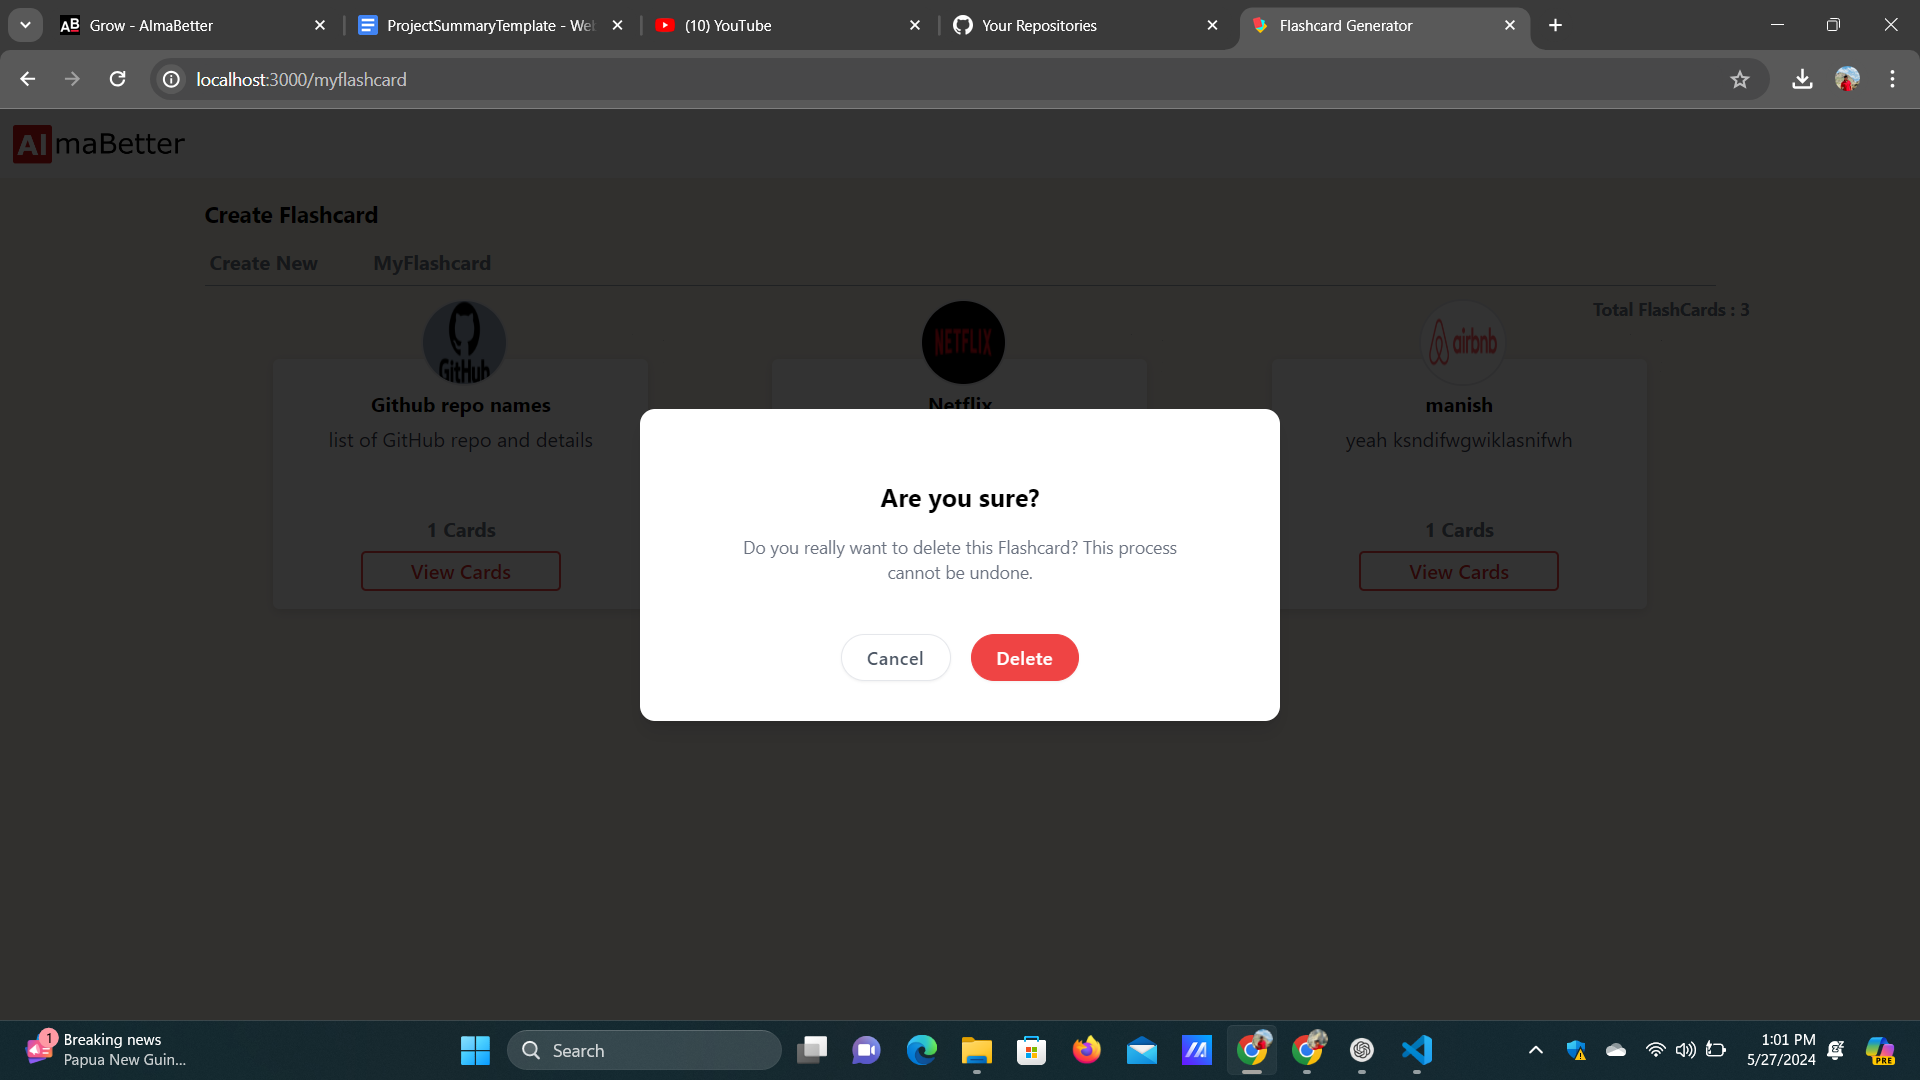 Grow - AlmaBetter
ProjectSummaryTemplate - Web
(10) YouTube
Your Repositories
Flashcard Generator
localhost:3000/myflashcard
AlmaBetter
Create Flashcard
Create New
MyFlashcard
Total FlashCards : 3
GitHub
NETFLIX
airbnb
Github repo names
Netflix
manish
list of GitHub repo and details
yeah ksndifwgwiklasnifwh
Are you sure?
Do you really want to delete this Flashcard? This process
cannot be undone.
1 Cards
1 Cards
View Cards
View Cards
Cancel
Delete
1
Breaking news
Papua New Guin...
Search
1:01 PM
5/27/2024
PRE